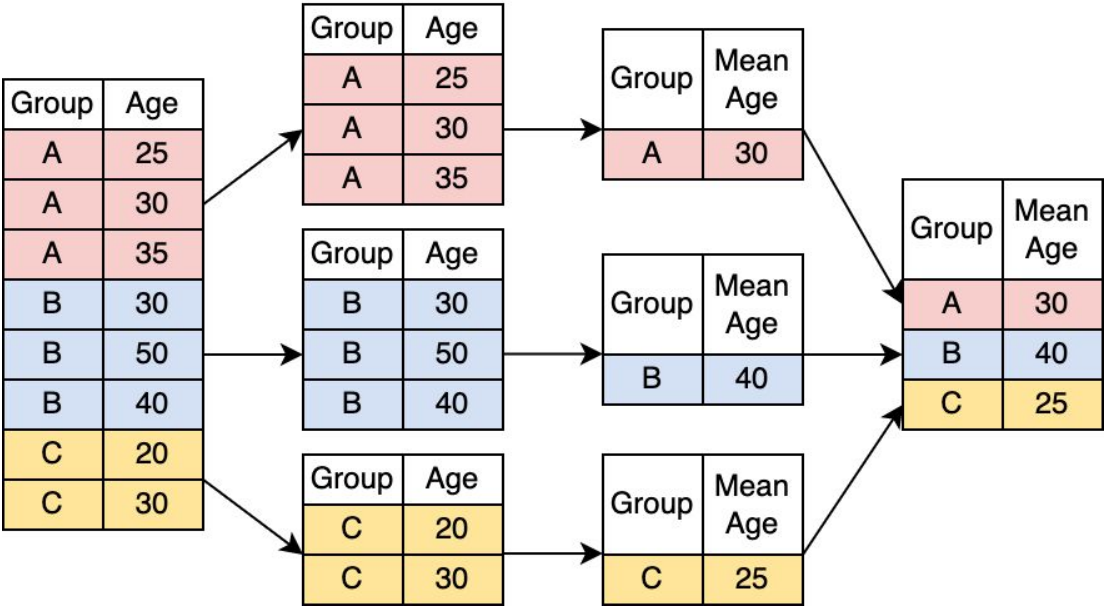 Group Age
A 25
A 30
A 35
B 30
B 50
B 40
C 20
C 30
Group Age
A 25
A 30
A 35
Group Age
B 30
B 50
B 40
Group Age
C 20
C 30
Group Mean
Age
A 30
Group Mean
Age
B 40
Group Mean
Age
C 25
Group Mean
Age
A 30
B 40
C 25